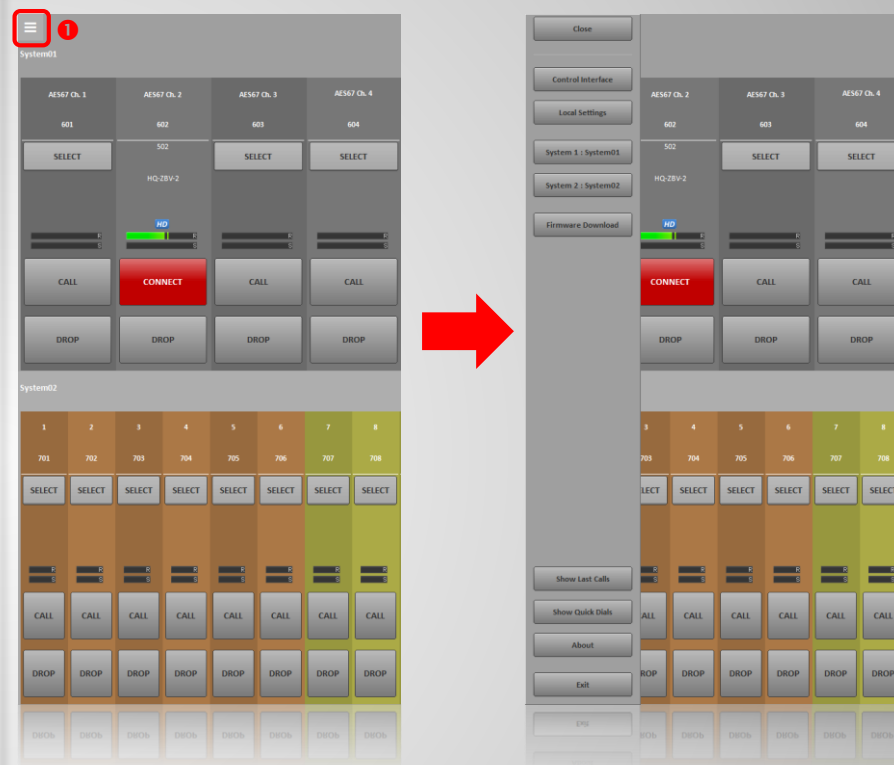 1
System01
AES67 Ch. 1 AES67 Ch. 2 AES67 Ch. 3 AES67 Ch. 4
601 602 603 604
SELECT 502 SELECT SELECT
HQ-ZBV-2
HD
R R R R
S S S S
CALL CONNECT CALL CALL
DROP DROP DROP DROP
System02
1 2 3 4 5 6 7 8
701 702 703 704 705 706 707 708
SELECT SELECT SELECT SELECT SELECT SELECT SELECT SELECT
R R R R R R R R
S S S S S S S S
CALL CALL CALL CALL CALL CALL CALL CALL
DROP DROP DROP DROP DROP DROP DROP DROP
Close
Control Interface
Local Settings
System 1 : System01
System 2 : System02
Firmware Download
Show Last Calls
Show Quick Dials
About
Exit
AES67 Ch. 2 AES67 Ch. 3 AES67 Ch. 4
602 603 604
502 SELECT SELECT
HQ-ZBV-2
HD
R R
S S
CONNECT CALL CALL
DROP DROP DROP
3 4 5 6 7 8
703 704 705 706 707 708
LECT SELECT SELECT SELECT SELECT SELECT
R R R R R R
S S S S S S
ALL CALL CALL CALL CALL CALL
ROP DROP DROP DROP DROP DROP